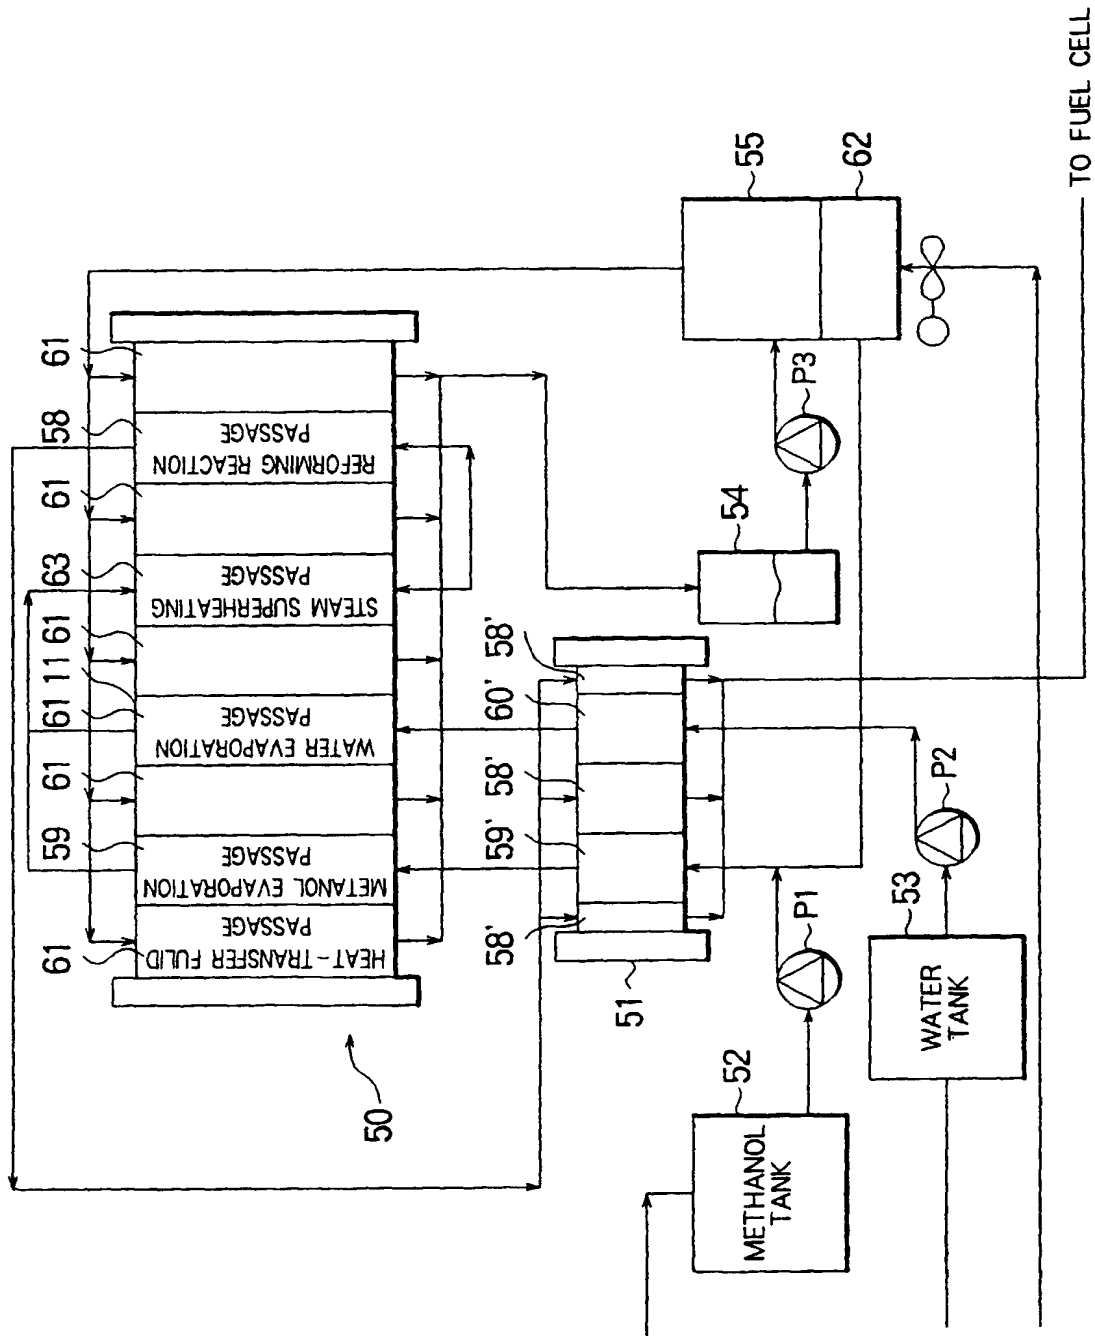 61
58
61
63
61
11
61
61
59
61
REFORMING REACTION
PASSAGE
STEAM SUPERHEATING
PASSAGE
WATER EVAPORATION
PASSAGE
METANOL EVAPORATION
PASSAGE
HEAT-TRANSFER FULID
PASSAGE
50
58'
60'
58'
59'
58'
51
54
P3
55
62
TO FUEL CELL
52
METHANOL
TANK
P1
53
WATER
TANK
P2